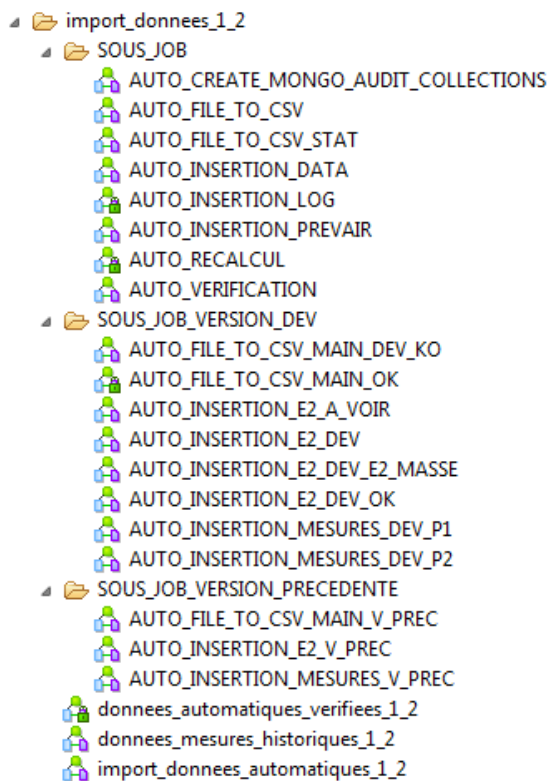 import_donnees_1_2
SOUS_JOB
AUTO_CREATE_MONGO_AUDIT_COLLECTIONS
AUTO_FILE_TO_CSV
AUTO_FILE_TO_CSV_STAT
AUTO_INSERTION_DATA
AUTO_INSERTION_LOG
AUTO_INSERTION_PREVAIR
AUTO_RECALCUL
AUTO_VERIFICATION
SOUS_JOB_VERSION_DEV
AUTO_FILE_TO_CSV_MAIN_DEV_KO
AUTO_FILE_TO_CSV_MAIN_OK
AUTO_INSERTION_E2_A_VOIR
AUTO_INSERTION_E2_DEV
AUTO_INSERTION_E2_DEV_E2_MASSE
AUTO_INSERTION_E2_DEV_OK
AUTO_INSERTION_MESURES_DEV_P1
AUTO_INSERTION_MESURES_DEV_P2
SOUS_JOB_VERSION_PRECEDENTE
AUTO_FILE_TO_CSV_MAIN_V_PREC
AUTO_INSERTION_E2_V_PREC
AUTO_INSERTION_MESURES_V_PREC
donnees_automatiques_verifiees_1_2
donnees_mesures_historiques_1_2
import_donnees_automatiques_1_2